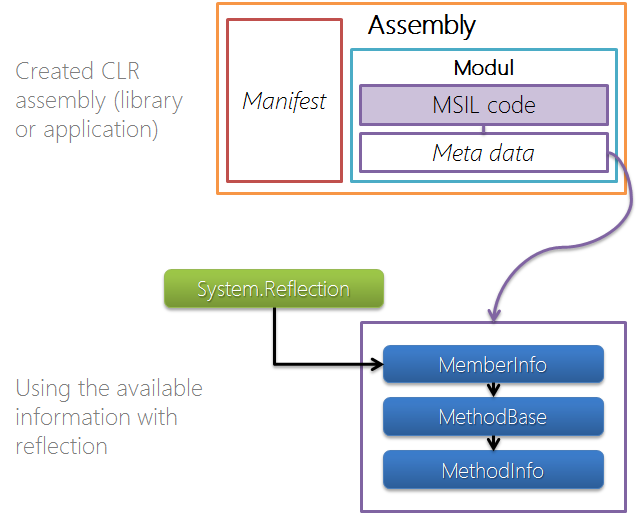 Assembly
Created CLR
assembly (library
or application)
Manifest
Modul
MSIL code
Meta data
System.Reflection
MemberInfo
Using the available
information with
reflection
MethodBase
MethodInfo